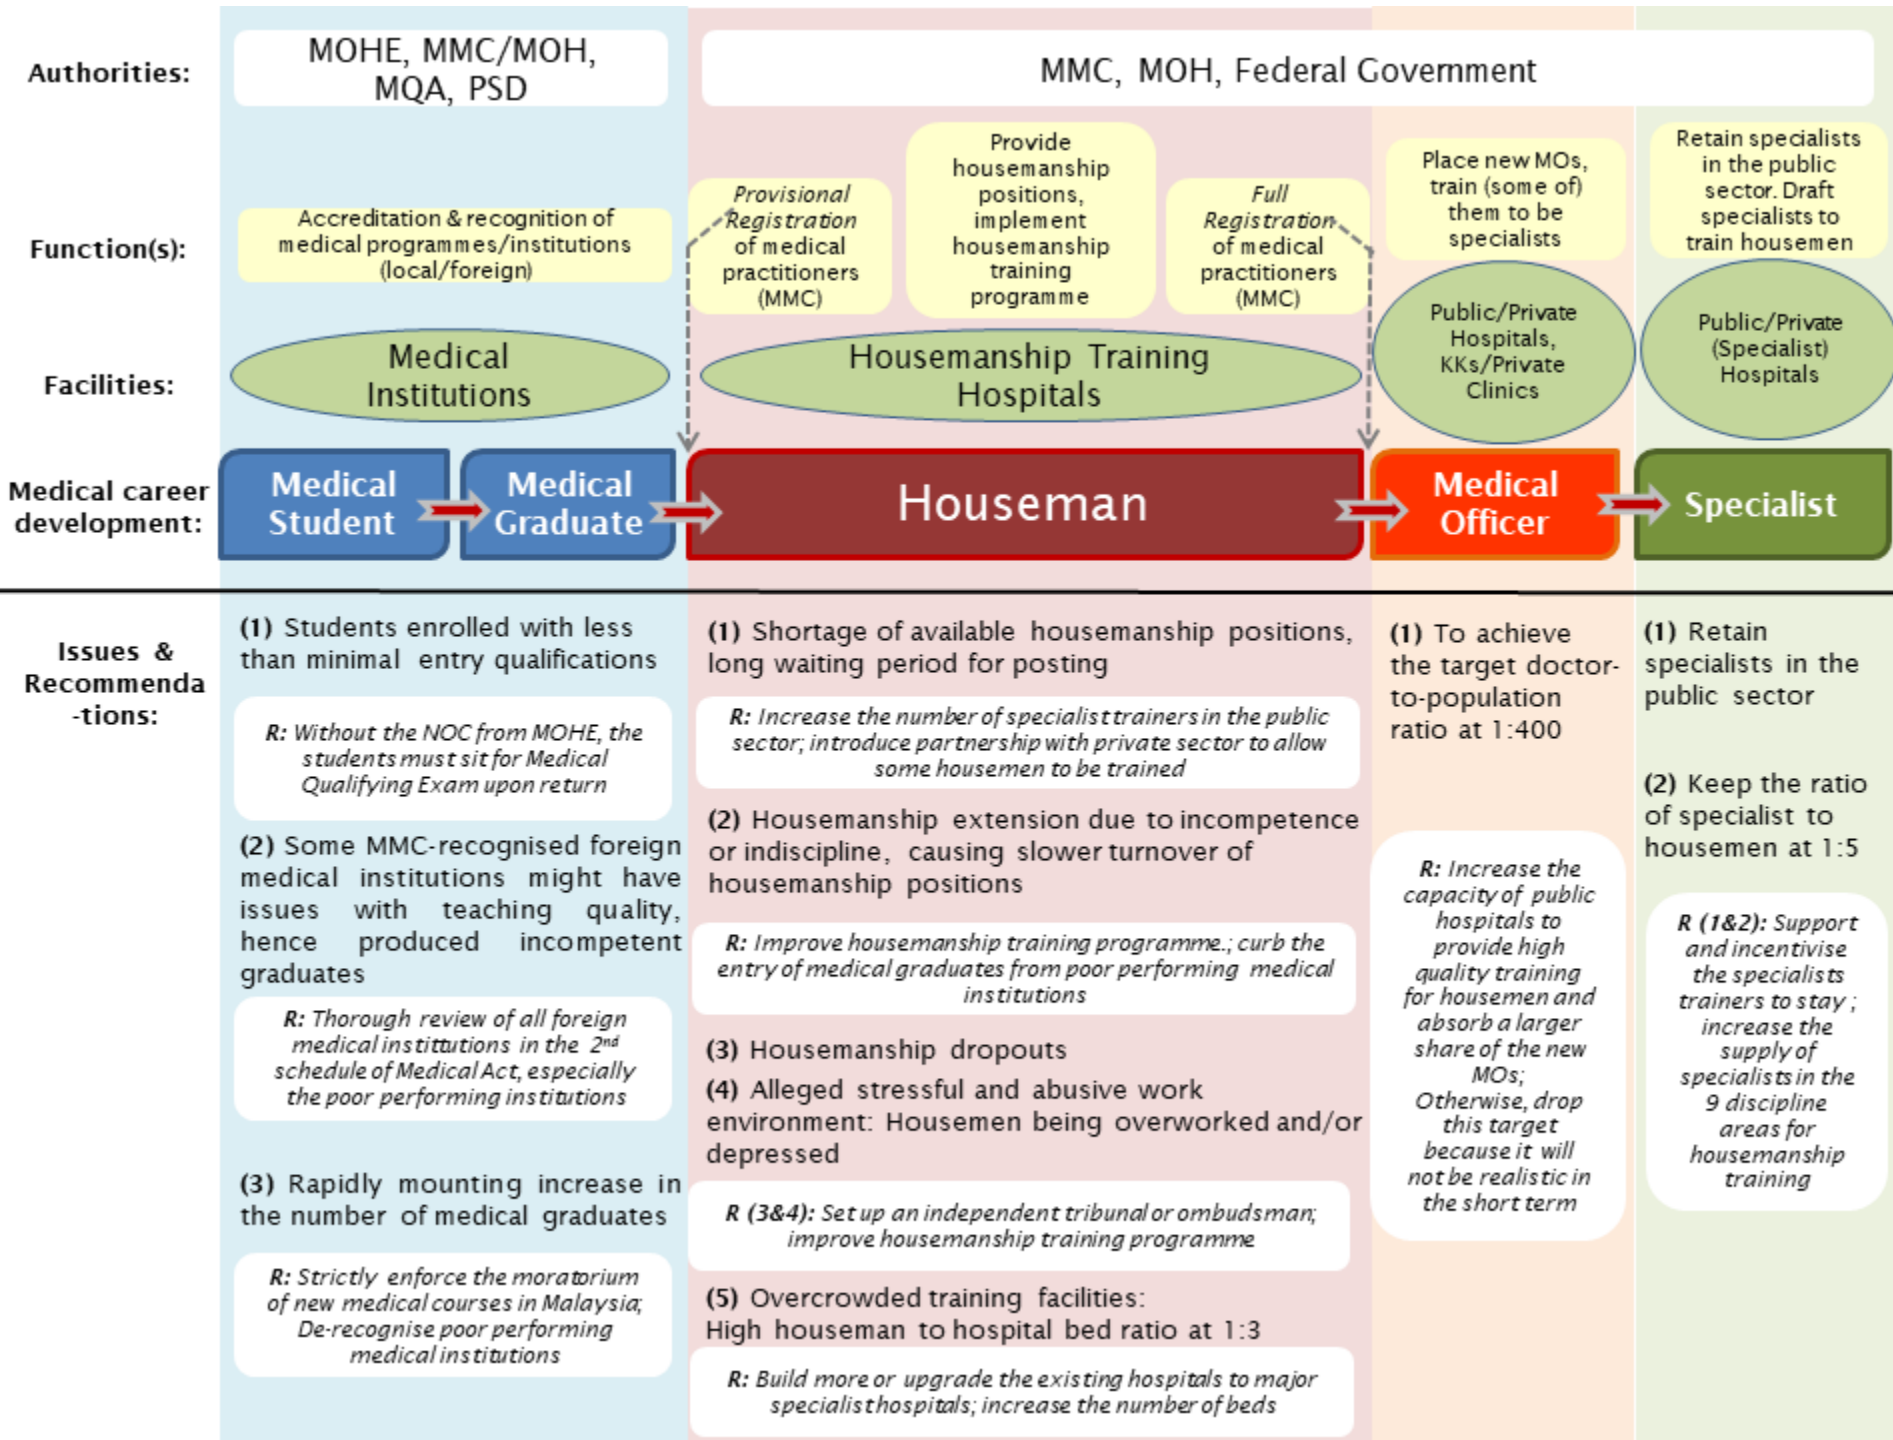 Authorities:
MOHE, MMC/MOH,
MQA, PSD
MMC, MOH, Federal Government
Function(s):
Accreditation & recognition of
medical programmes/institutions
(local/foreign)
Provisional
Registration
of medical
practitioners
(MMC)
Provide
housemanship
positions,
implement
housemanship
training
programme
Full
Registration
of medical
practitioners
(MMC)
Place new MOs,
train (some of)
them to be
specialists
Retain specialists
in the public
sector. Draft
specialists to
train housemen
Facilities:
Medical
Institutions
Housemanship Training
Hospitals
Public/Private
Hospitals,
KKs/Private
Clinics
Public/Private
(Specialist)
Hospitals
Medical career
development:
Medical
Student
Medical
Graduate
Houseman
Medical
Officer
Specialist
Issues &
Recommenda
-tions:
(1) Students enrolled with less
than minimal entry qualifications
R: Without the NOC from MOHE, the
students must sit for Medical
Qualifying Exam upon return
(2) Some MMC-recognised foreign
medical institutions might have
issues with teaching quality,
hence produced incompetent
graduates
R: Thorough review of all foreign
medical instittutions in the 2nd
schedule of Medical Act, especially
the poor performing institutions
(3) Rapidly mounting increase in
the number of medical graduates
R: Strictly enforce the moratorium
of new medical courses in Malaysia;
De-recognise poor performing
medical institutions
(1) Shortage of available housemanship positions,
long waiting period for posting
R: Increase the number of specialist trainers in the public
sector; introduce partnership with private sector to allow
some housemen to be trained
(2) Housemanship extension due to incompetence
or indiscipline, causing slower turnover of
housemanship positions
R: Improve housemanship training programme.; curb the
entry of medical graduates from poor performing medical
institutions
(3) Housemanship dropouts
(4) Alleged stressful and abusive work
environment: Housemen being overworked and/or
depressed
R (3&4): Set up an independent tribunal or ombudsman;
improve housemanship training programme
(5) Overcrowded training facilities:
High houseman to hospital bed ratio at 1:3
R: Build more or upgrade the existing hospitals to major
specialist hospitals; increase the number of beds
(1) To achieve
the target doctor-
to-population
ratio at 1:400
R: Increase the
capacity of public
hospitals to
provide high
quality training
for housemen and
absorb a larger
share of the new
MOs;
Otherwise, drop
this target
because it will
not be realistic in
the short term
(1) Retain
specialists in the
public sector
(2) Keep the ratio
of specialist to
housemen at 1:5
R (1&2): Support
and incentivise
the specialists
trainers to stay ;
increase the
supply of
specialists in the
9 discipline
areas for
housemanship
training